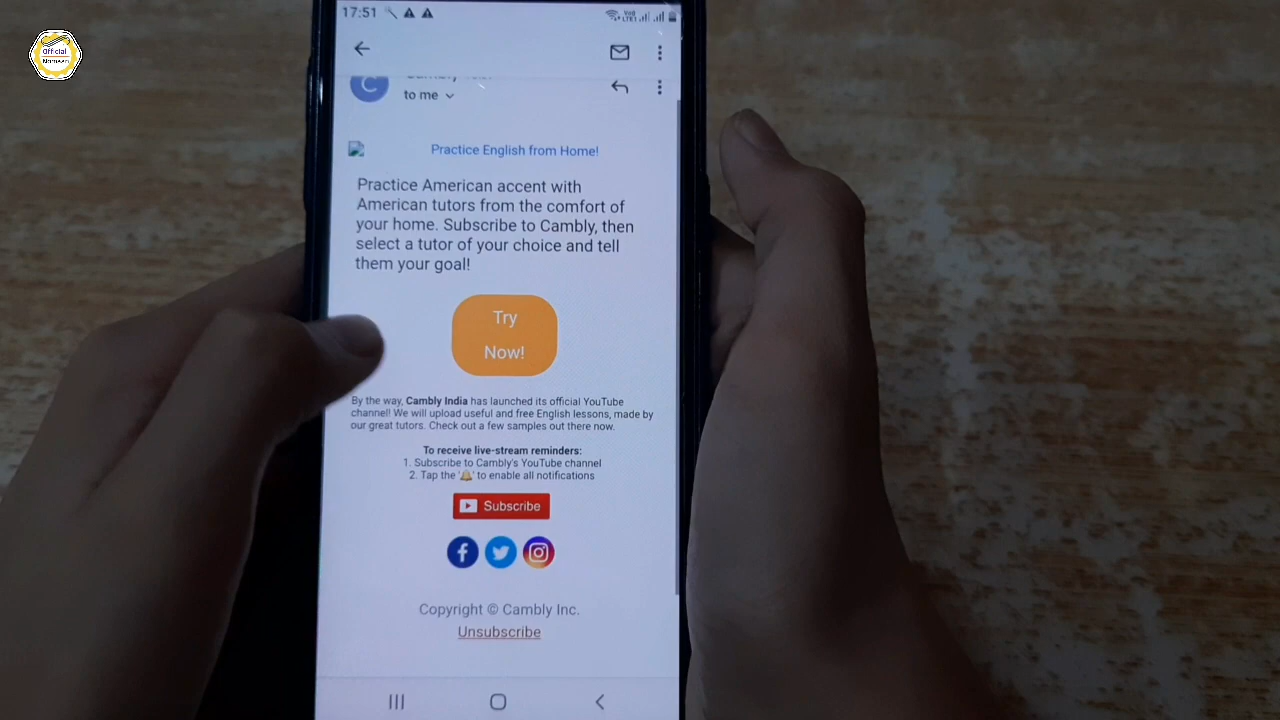 Official
Nomaan
17:51
to me
Practice English from Home!
Practice American accent with
American tutors from the comfort of
your home. Subscribe to Cambly, then
select a tutor of your choice and tell
them your goal!
Try
Now!
By the way, Cambly India has launched its official YouTube
channel! We will upload useful and free English lessons, made by
our great tutors. Check out a few samples out there now.
To receive live-stream reminders:
1. Subscribe to Cambly's YouTube channel
2. Tap the '🔔' to enable all notifications
Subscribe
Copyright © Cambly Inc.
Unsubscribe